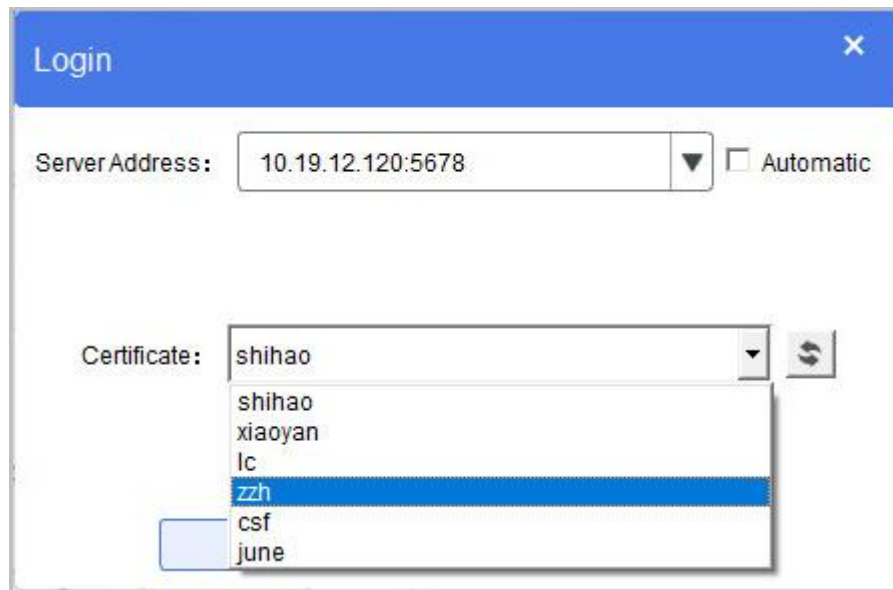 Login
Server Address: 10.19.12.120:5678 Automatic
Certificate: shihao
shihao
xiaoyan
lc
zzh
csf
june